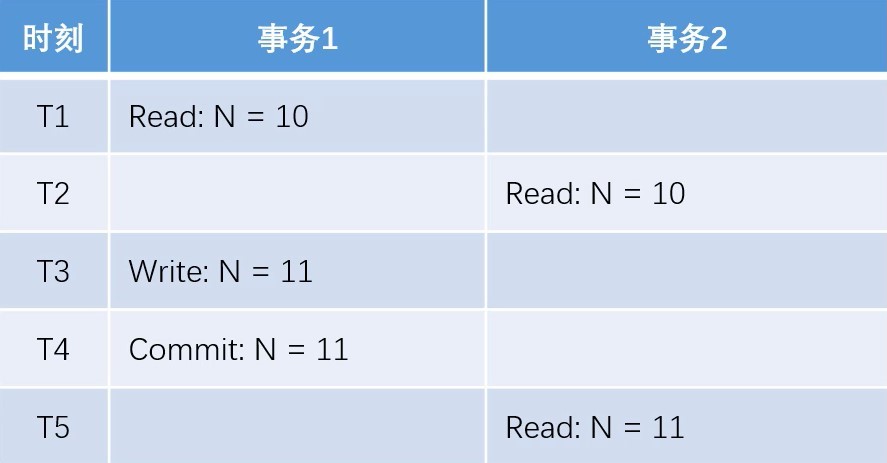 时刻 事务1 事务2
T1 Read: N = 10
T2 Read: N = 10
T3 Write: N = 11
T4 Commit: N = 11
T5 Read: N = 11